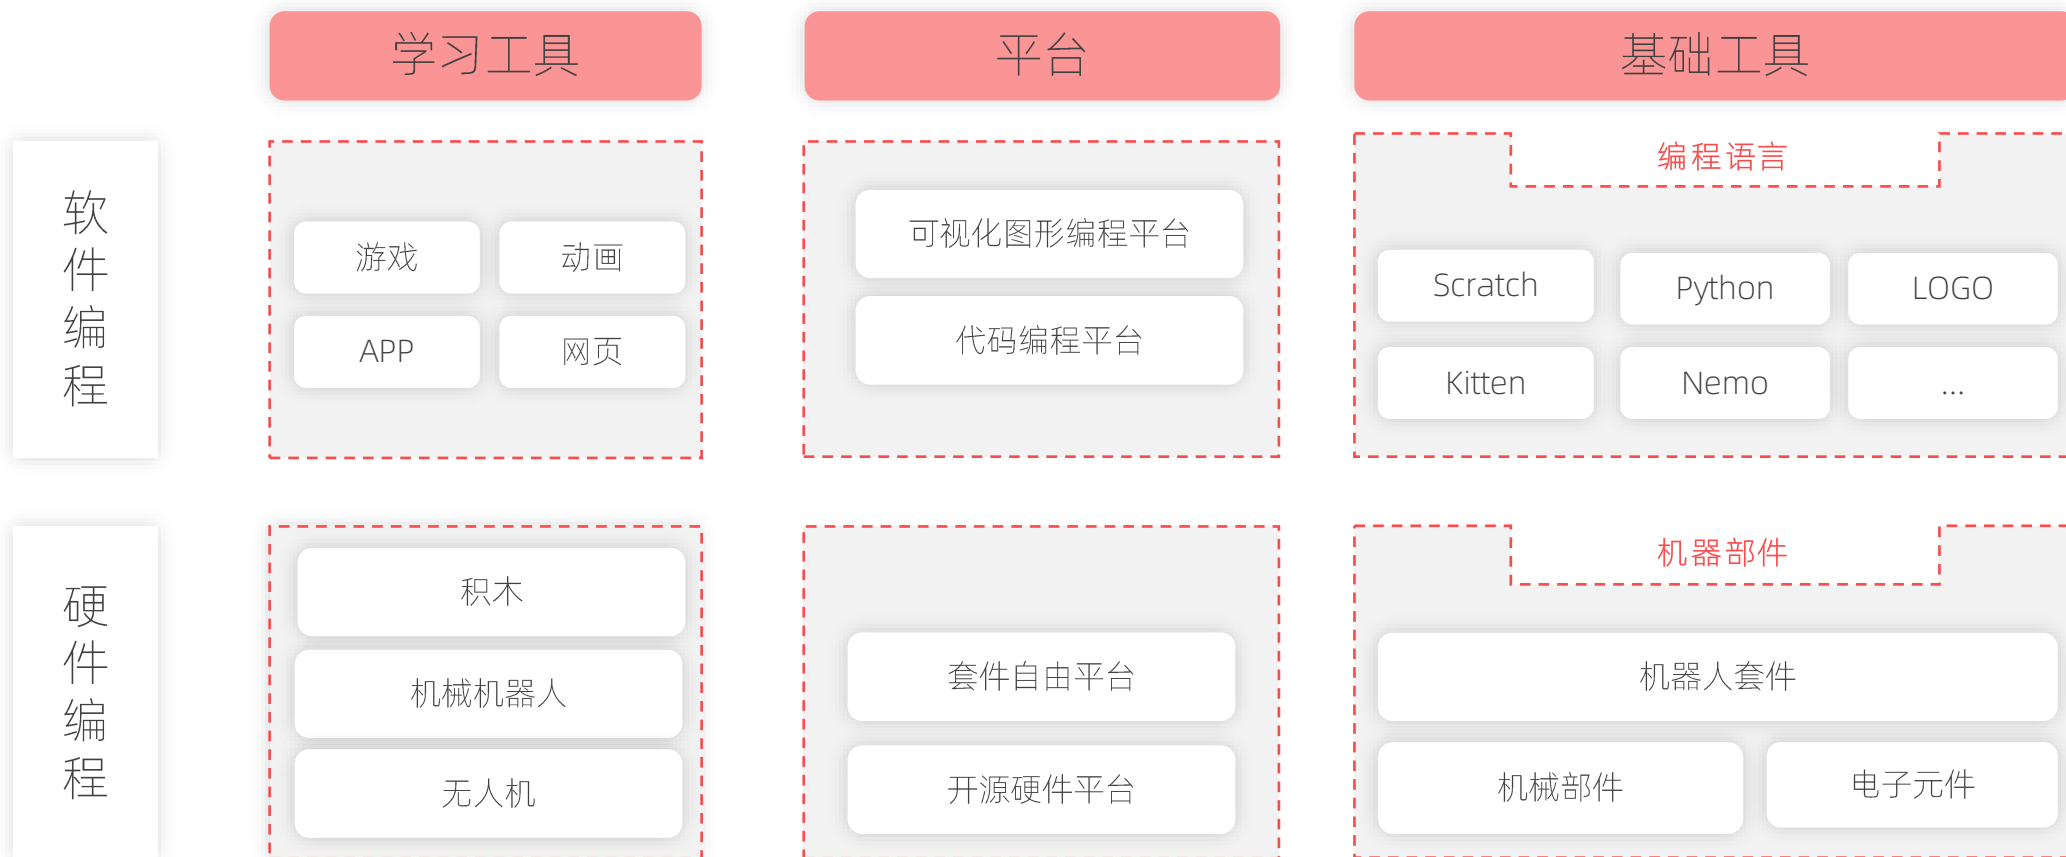 学习工具
平台
基础工具
软件编程
游戏
动画
APP
网页
可视化图形编程平台
代码编程平台
编程语言
Scratch
Python
LOGO
Kitten
Nemo
...
硬件编程
积木
机械机器人
无人机
套件自由平台
开源硬件平台
机器部件
机器人套件
机械部件
电子元件